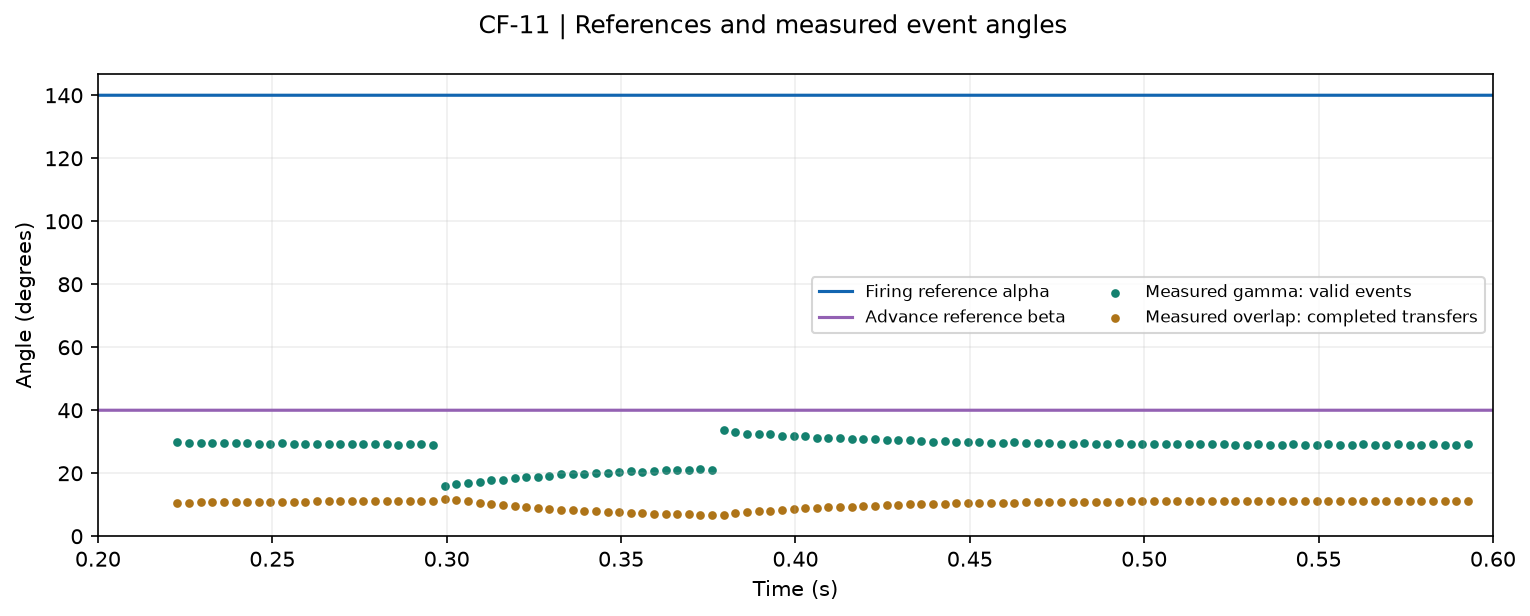 CF-11 | References and measured event angles
140
120
100
80
60
40
20
0
Angle (degrees)
Firing reference alpha
Advance reference beta
Measured gamma: valid events
Measured overlap: completed transfers
0.20 0.25 0.30 0.35 0.40 0.45 0.50 0.55 0.60
Time (s)